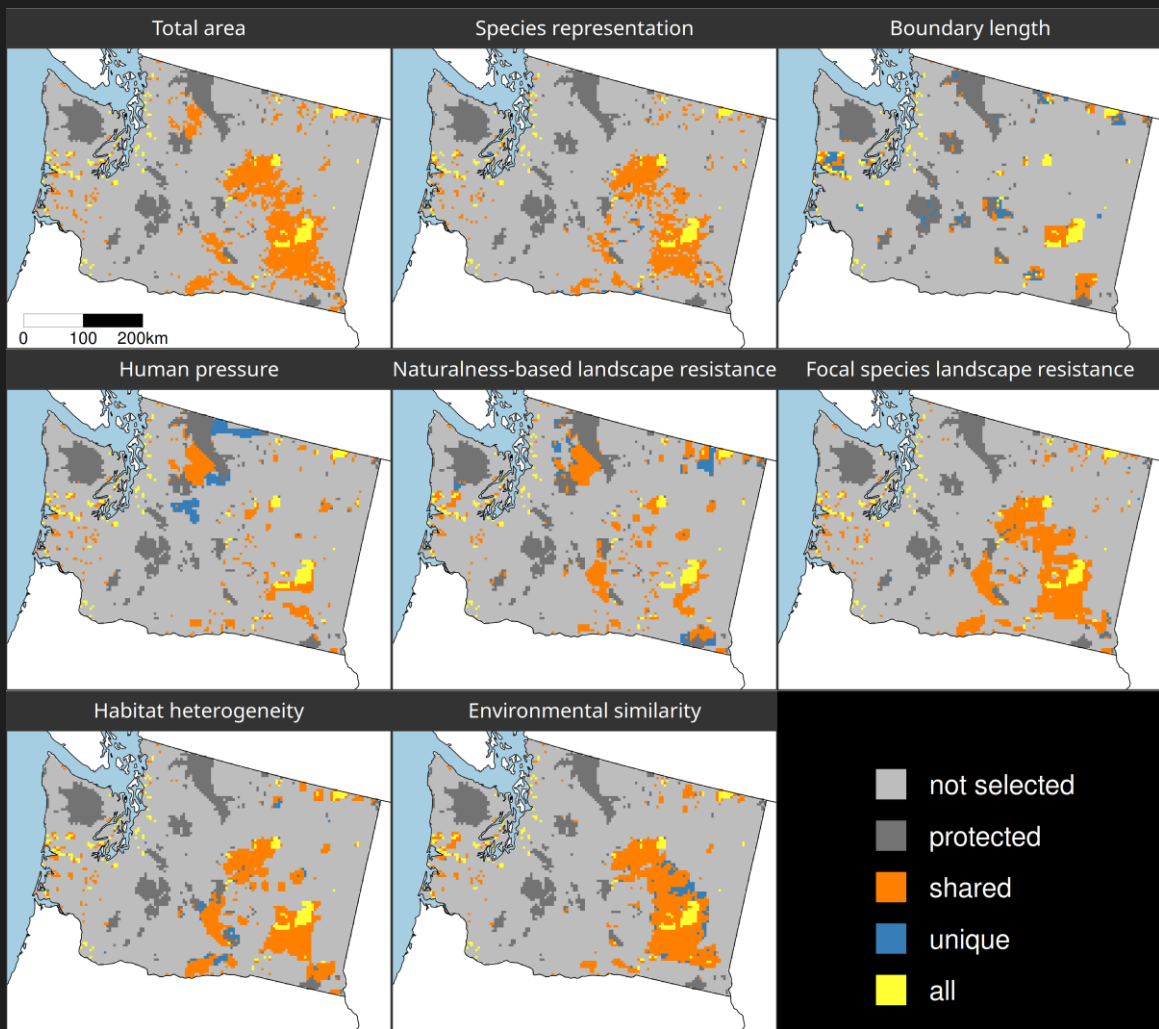 Total area
Species representation
Boundary length
0 100 200km
Human pressure
Naturalness-based landscape resistance
Focal species landscape resistance
Habitat heterogeneity
Environmental similarity
not selected
protected
shared
unique
all